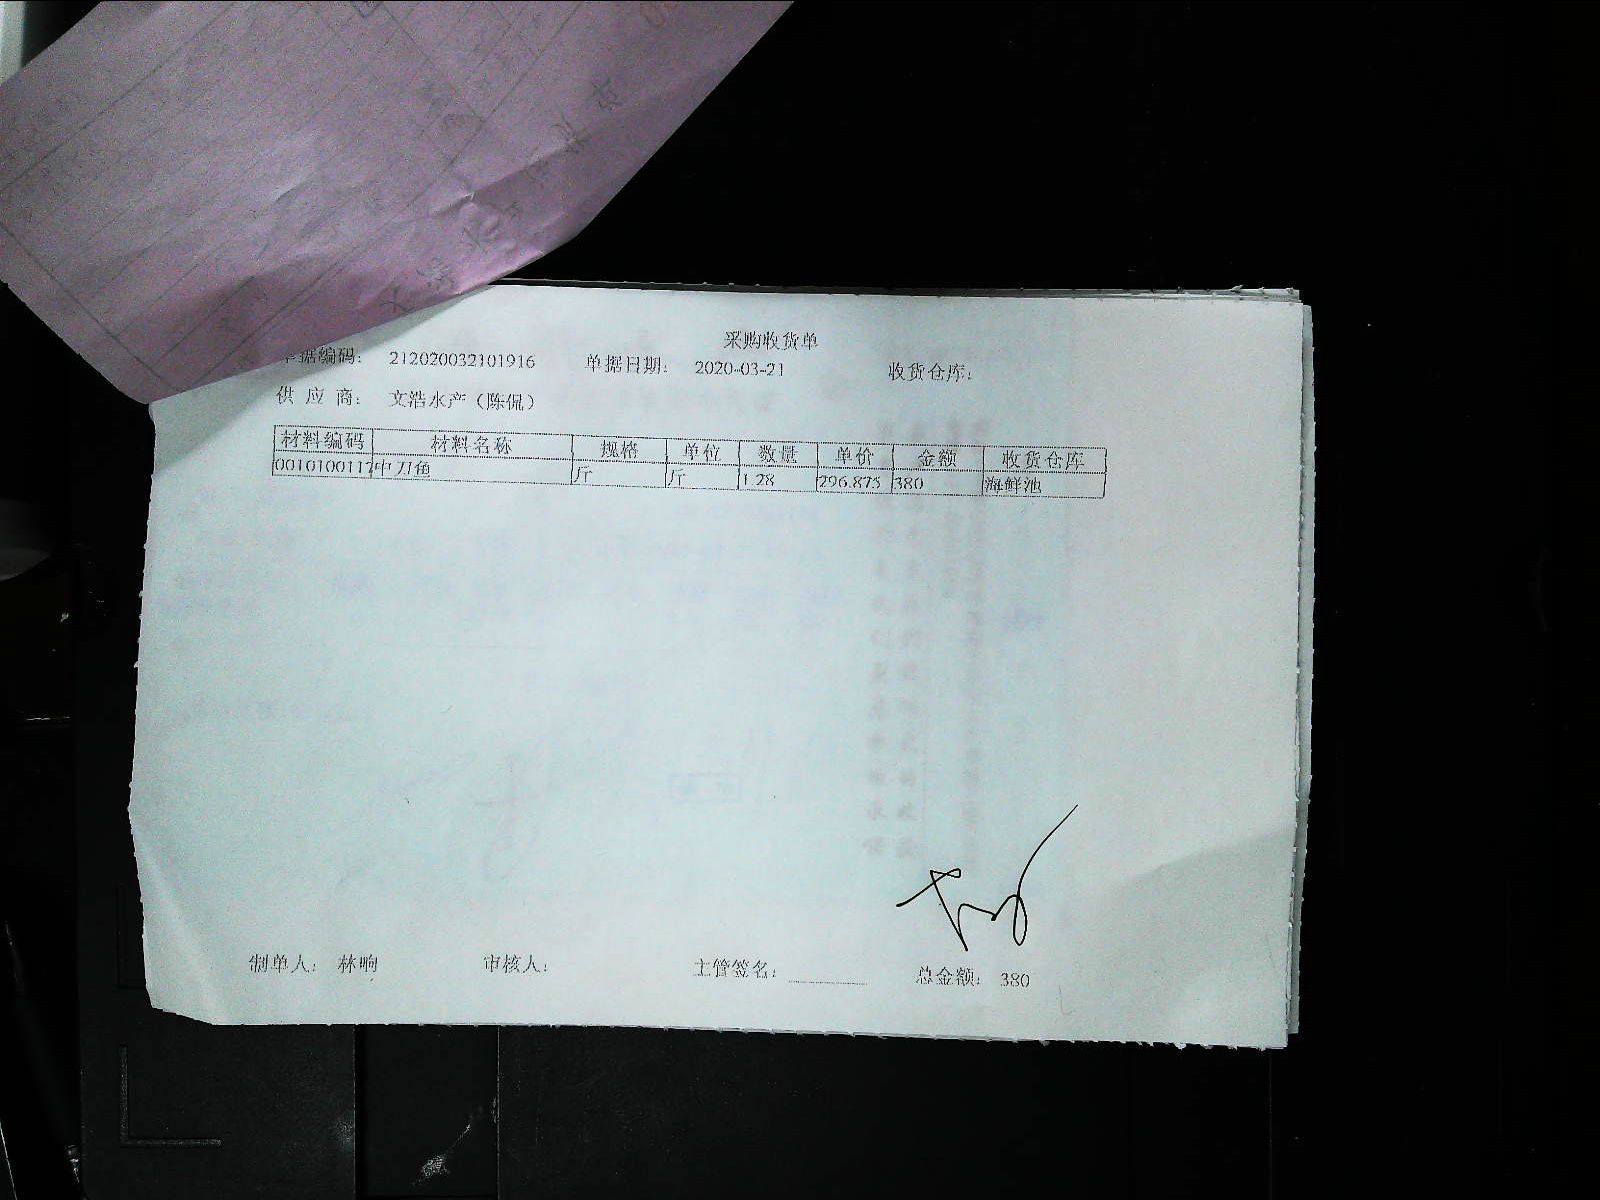 采购收货单
单据编码： 212020032101916 单据日期： 2020-03-21 收货仓库：
供 应 商： 文浩水产（陈侃）
材料编码 材料名称 规格 单位 数量 单价 金额 收货仓库
0010100117 中刀鱼 斤 斤 1.28 296.875 380 海鲜池
制单人： 林晌 审核人： 主管签名： 总金额： 380